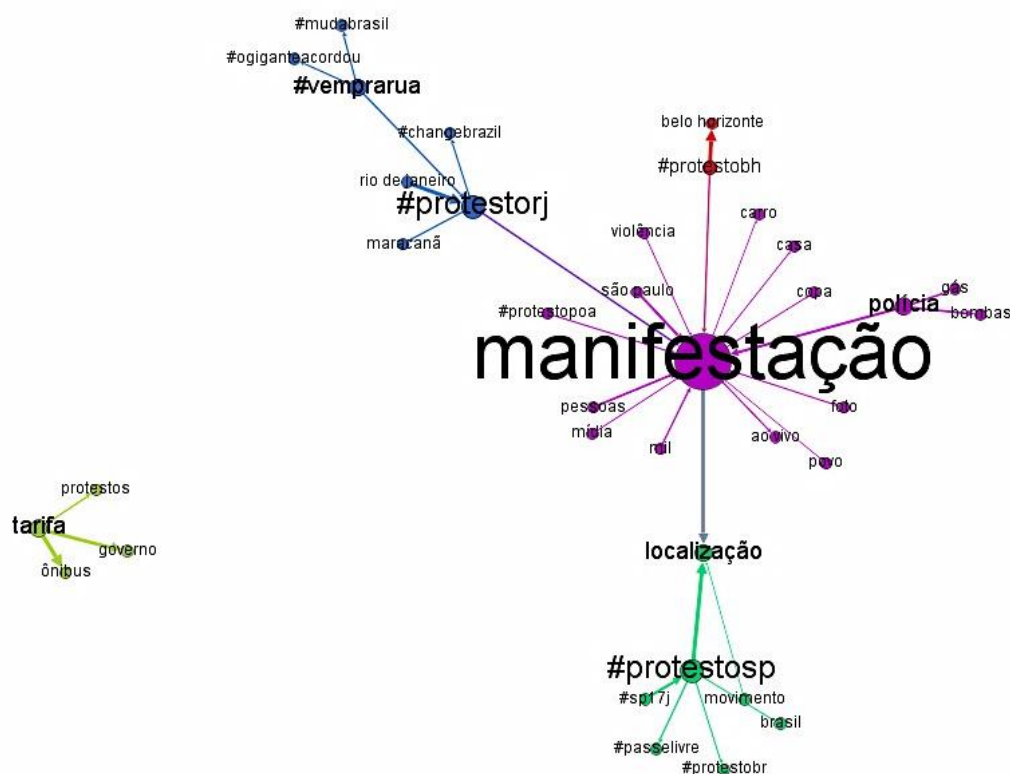 #mudabrasil
#ogiganteacordou
#vemprarua
belo horizonte
#changebrazil
#protestobh
rio de janeiro
#protestorj
carro
violência
maracanã
casa
gás
são paulo
copa
polícia
#protestopoa
bombas
manifestação
pessoas
foto
mídia
ao vivo
mil
povo
protestos
tarifa
governo
localização
ônibus
#protestosp
#sp17j
movimento
brasil
#passelivre
#protestobr